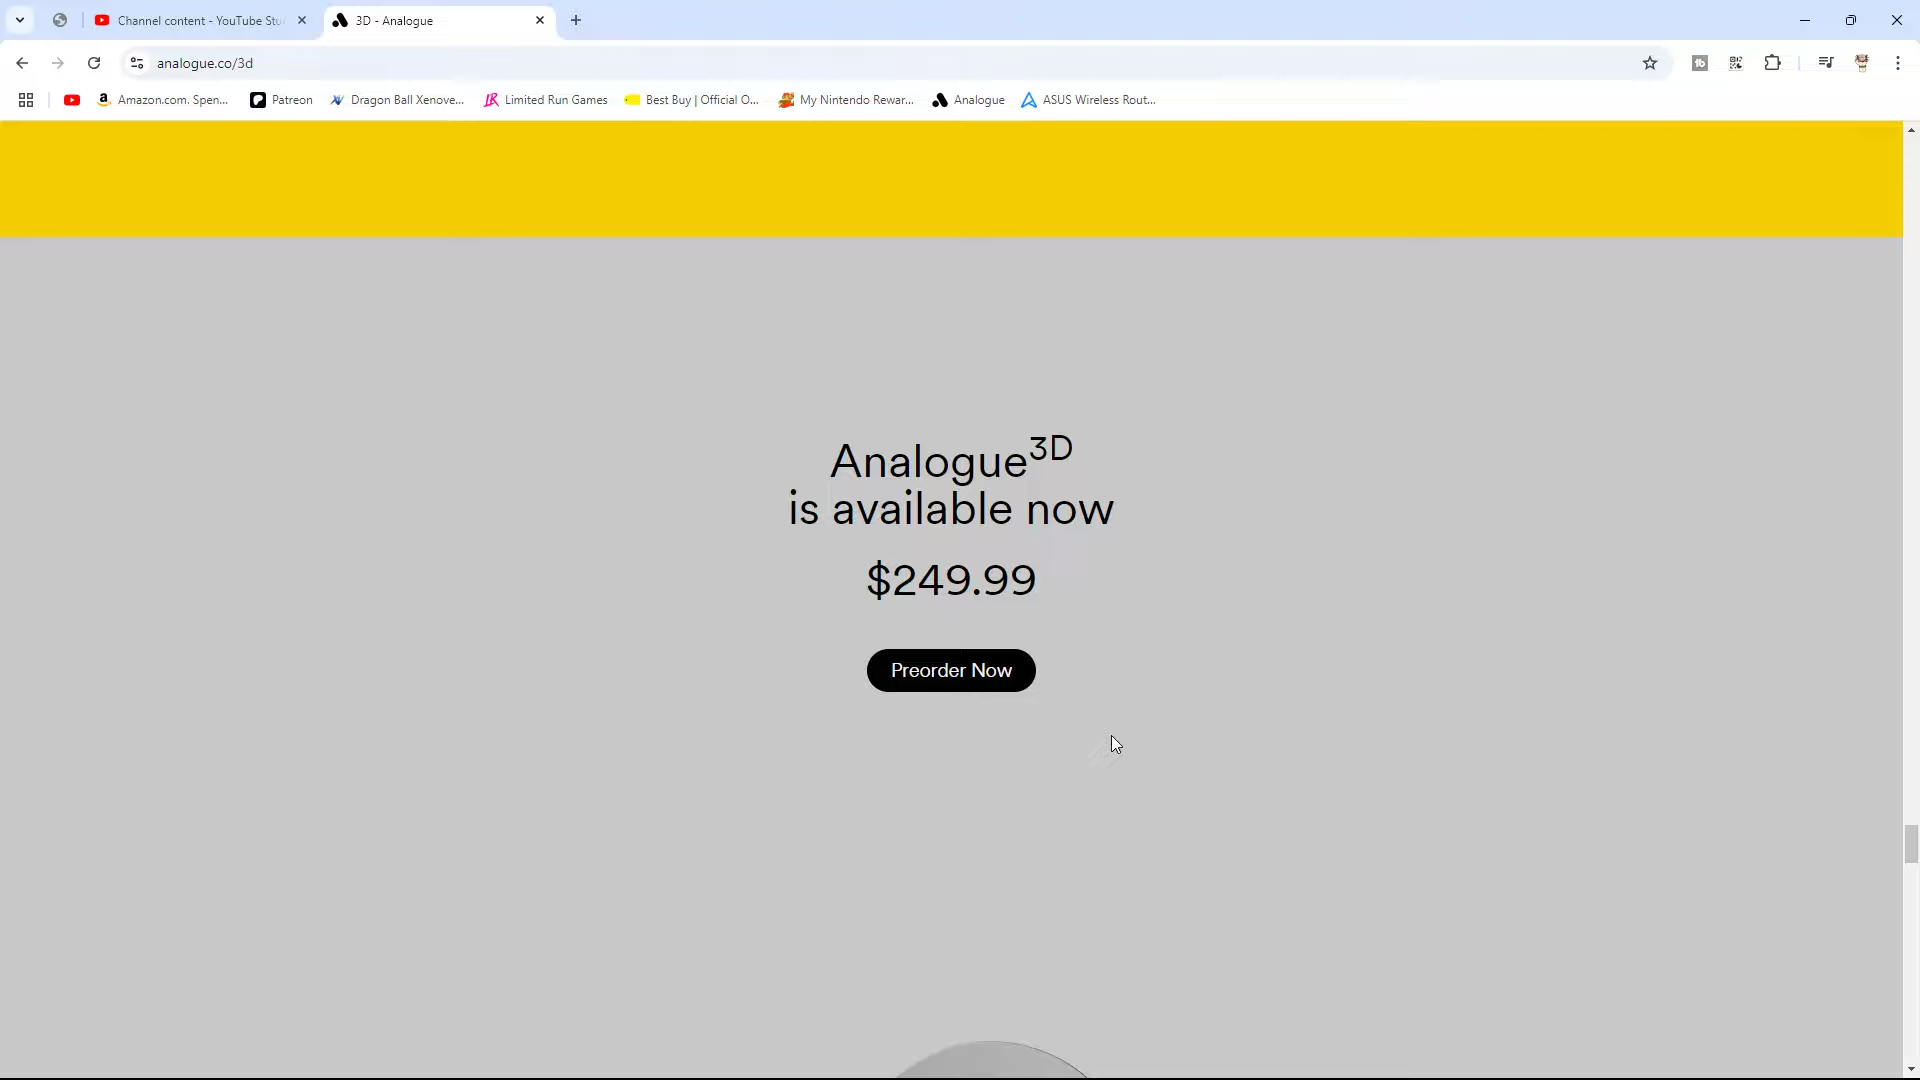 Channel content - YouTube Stu
3D - Analogue
analogue.co/3d
Amazon.com. Spen...
Patreon
Dragon Ball Xenove...
LR Limited Run Games
Best Buy | Official O...
My Nintendo Rewar...
Analogue
ASUS Wireless Rout...
Analogue3D
is available now
$249.99
Preorder Now